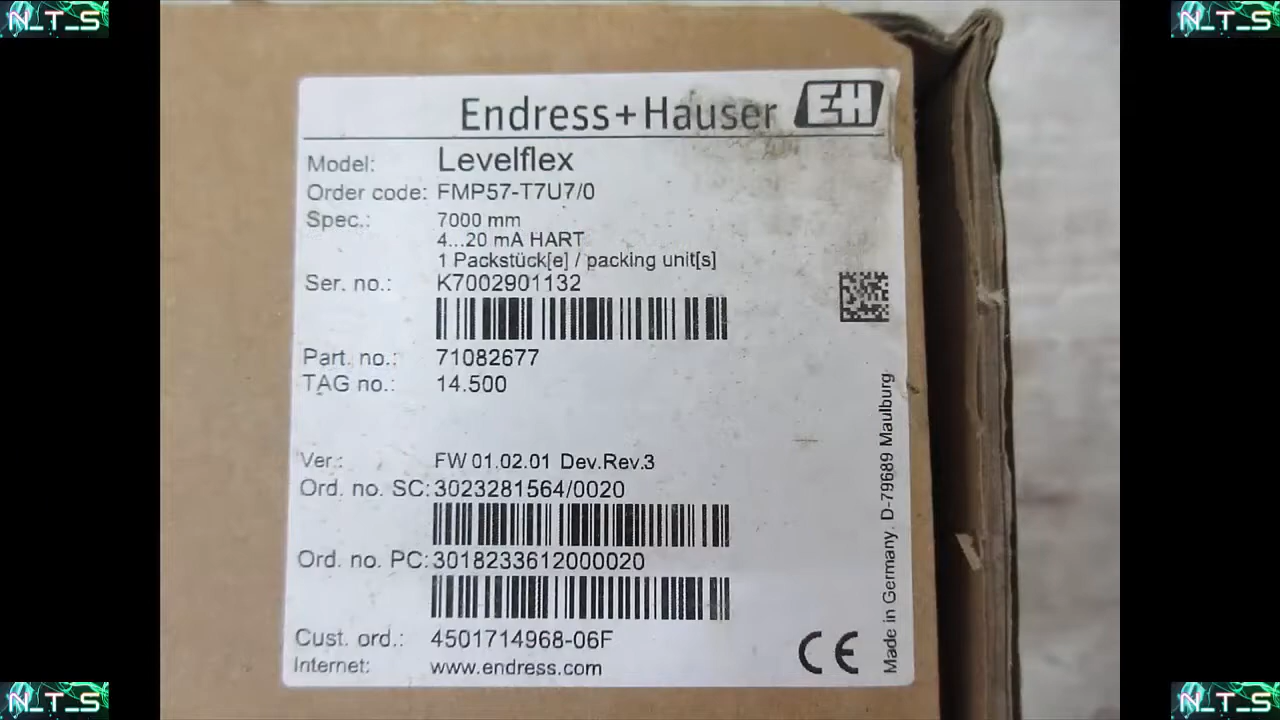 N_T_S
N_T_S
Endress+Hauser EH
Model: Levelflex
Order code: FMP57-T7U7/0
Spec.: 7000 mm
4...20 mA HART
1 Packstück[e] / packing unit[s]
Ser. no.: K7002901132
Part. no.: 71082677
TAG no.: 14.500
Ver.: FW 01.02.01 Dev.Rev.3
Ord. no. SC: 3023281564/0020
Ord. no. PC: 3018233612000020
Cust. ord.: 4501714968-06F
Internet: www.endress.com
CE
Made in Germany, D-79689 Maulburg
N_T_S
N_T_S